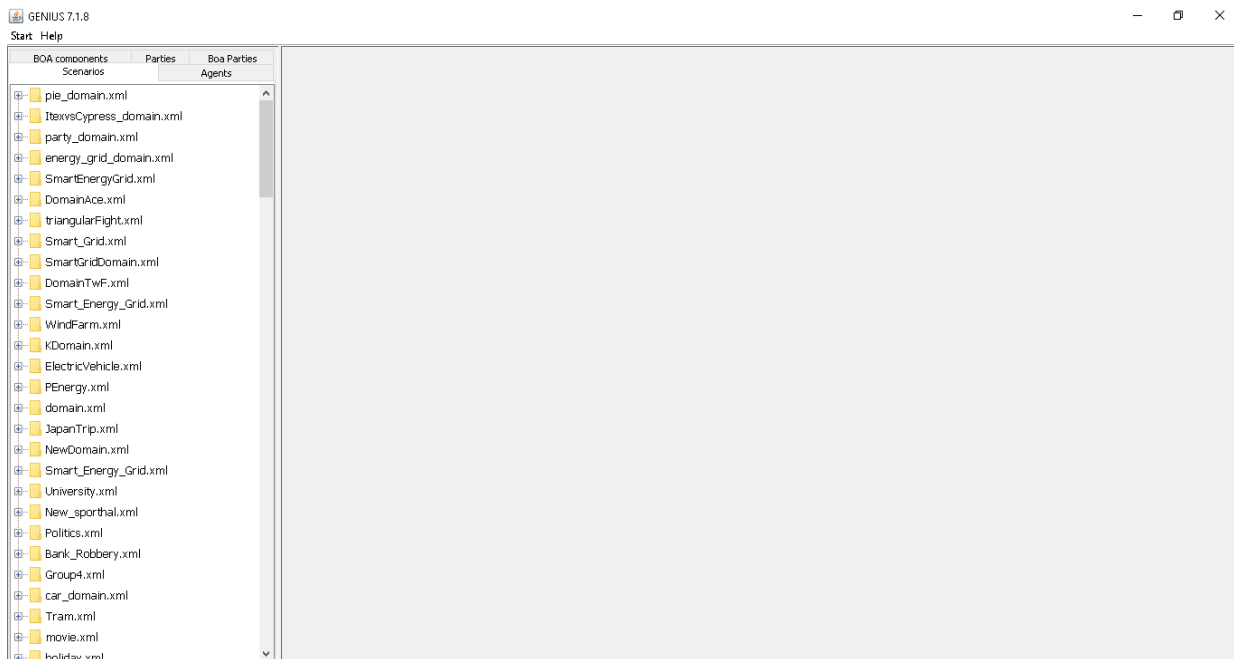 GENIUS 7.1.8
Start Help
BOA components Parties Boa Parties
Scenarios Agents
pie_domain.xml
ItexvsCypress_domain.xml
party_domain.xml
energy_grid_domain.xml
SmartEnergyGrid.xml
DomainAce.xml
triangularFight.xml
Smart_Grid.xml
SmartGridDomain.xml
DomainTwF.xml
Smart_Energy_Grid.xml
WindFarm.xml
KDomain.xml
ElectricVehicle.xml
PEnergy.xml
domain.xml
JapanTrip.xml
NewDomain.xml
Smart_Energy_Grid.xml
University.xml
New_sporthal.xml
Politics.xml
Bank_Robbery.xml
Group4.xml
car_domain.xml
Tram.xml
movie.xml
holiday.xml